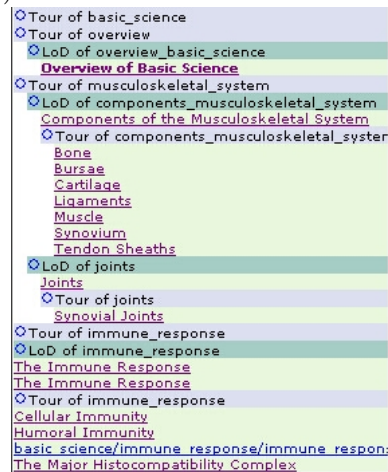 Tour of basic_science
Tour of overview
LoD of overview_basic_science
Overview of Basic Science
Tour of musculoskeletal_system
LoD of components_musculoskeletal_system
Components of the Musculoskeletal System
Tour of components_musculoskeletal_syster
Bone
Bursae
Cartilage
Ligaments
Muscle
Synovium
Tendon Sheaths
LoD of joints
Joints
Tour of joints
Synovial Joints
Tour of immune_response
LoD of immune_response
The Immune Response
The Immune Response
Tour of immune_response
Cellular Immunity
Humoral Immunity
basic_science/immune_response/immune_respon
The Major Histocompatibility Complex